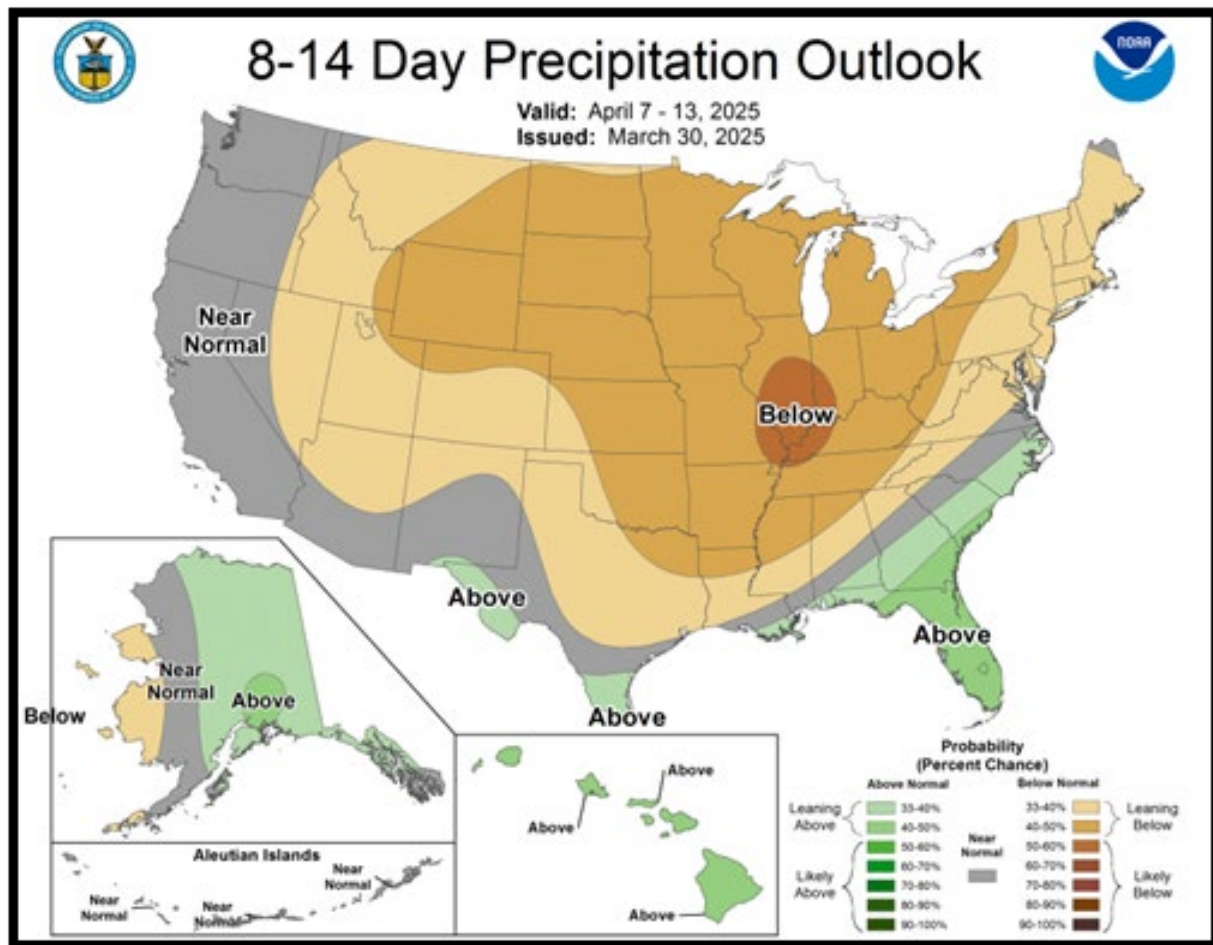 NOAA
8-14 Day Precipitation Outlook
Valid: April 7 - 13, 2025
Issued: March 30, 2025
Near
Normal
Below
Above
Above
Above
Near
Normal
Above
Below
Aleutian Islands
Near
Normal
Near
Normal
Near
Normal
Above
Above
Above
Probability
(Percent Chance)
Above Normal
Below Normal
Leaning
Above
33-40%
40-50%
Likely
Above
50-60%
60-70%
70-80%
80-90%
90-100%
Near
Normal
33-40%
40-50%
Leaning
Below
50-60%
60-70%
70-80%
80-90%
90-100%
Likely
Below